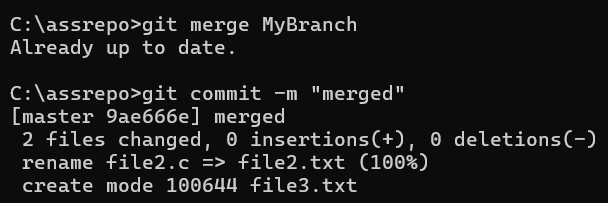 C:\assrepo>git merge MyBranch
Already up to date.
C:\assrepo>git commit -m "merged"
[master 9ae666e] merged
2 files changed, 0 insertions(+), 0 deletions(-)
rename file2.c => file2.txt (100%)
create mode 100644 file3.txt